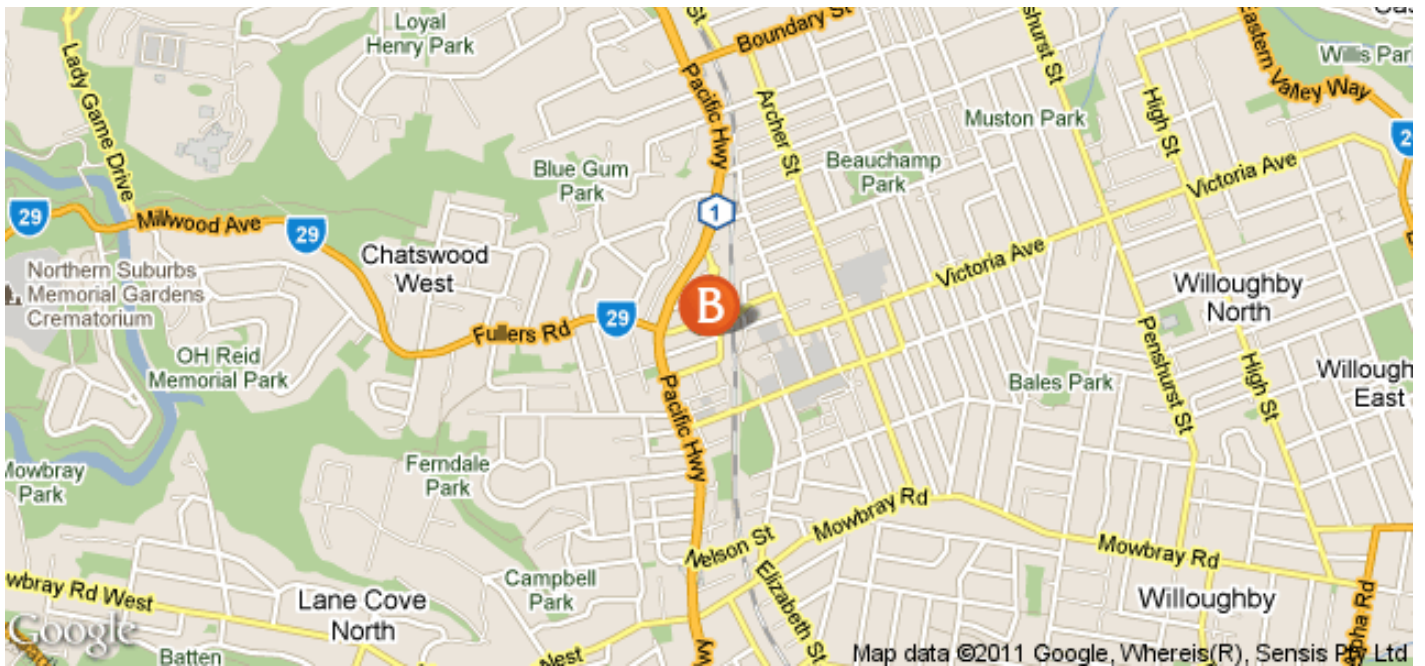 Loyal
Henry Park
St
Boundary St
Lady Game Drive
Pacific Hwy
Penshurst St
Eastern Valley Way
High St
Muston Park
Archer St
Blue Gum
Park
Beauchamp
Park
Victoria Ave
29
Millwood Ave
29
1
Chatswood
West
Northern Suburbs
Memorial Gardens
Crematorium
Victoria Ave
Willoughby
North
B
29
Fullers Rd
OH Reid
Memorial Park
Pacific Hwy
Penshurst St
Bales Park
High St
East
Mowbray
Park
Ferndale
Park
Mowbray Rd
Nelson St
Mowbray Rd
Campbell
Park
Elizabeth St
Rd West
Lane Cove
North
Willoughby
Google
Batten
Map data ©2011 Google, Whereis(R), Sensis Pty Ltd